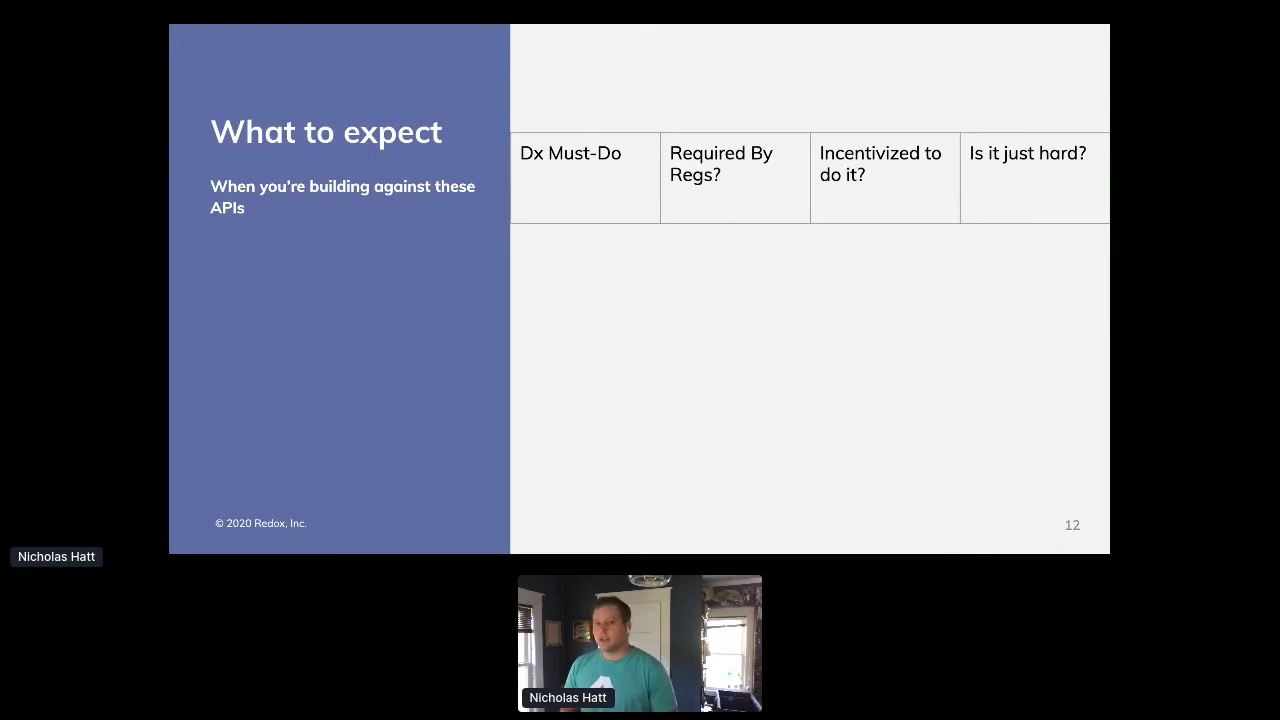 What to expect
When you're building against these
APIs
Dx Must-Do
Required By
Regs?
Incentivized to
do it?
Is it just hard?
© 2020 Redox, Inc.
12
Nicholas Hatt
Nicholas Hatt